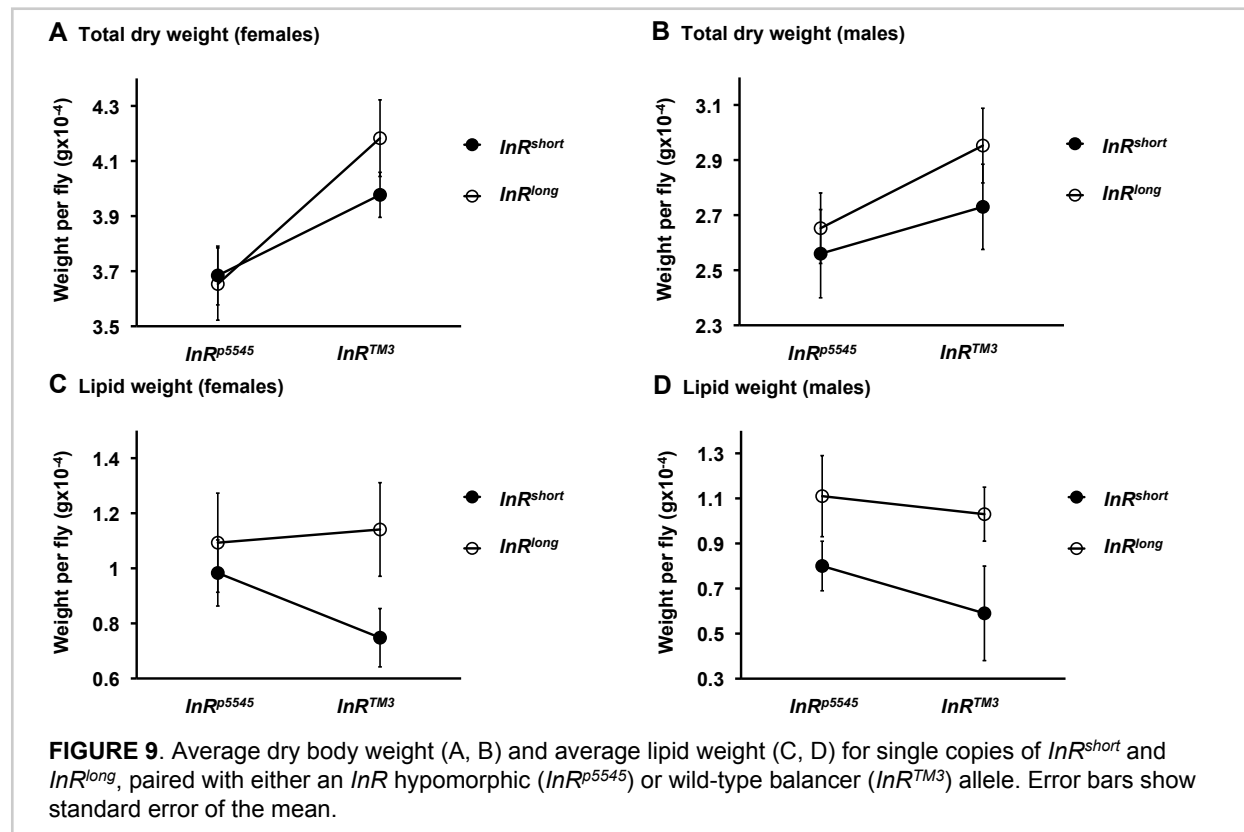 A Total dry weight (females)
Weight per fly (gx10-4)
4.3
4.1
3.9
3.7
3.5
InRp5545
InRTM3
InRshort
InRlong
B Total dry weight (males)
Weight per fly (gx10-4)
3.1
2.9
2.7
2.5
2.3
InRp5545
InRTM3
InRshort
InRlong
C Lipid weight (females)
Weight per fly (gx10-4)
1.4
1.2
1
0.8
0.6
InRp5545
InRTM3
InRshort
InRlong
D Lipid weight (males)
Weight per fly (gx10-4)
1.3
1.1
0.9
0.7
0.5
0.3
InRp5545
InRTM3
InRshort
InRlong
FIGURE 9. Average dry body weight (A, B) and average lipid weight (C, D) for single copies of InRshort and
InRlong, paired with either an InR hypomorphic (InRp5545) or wild-type balancer (InRTM3) allele. Error bars show
standard error of the mean.